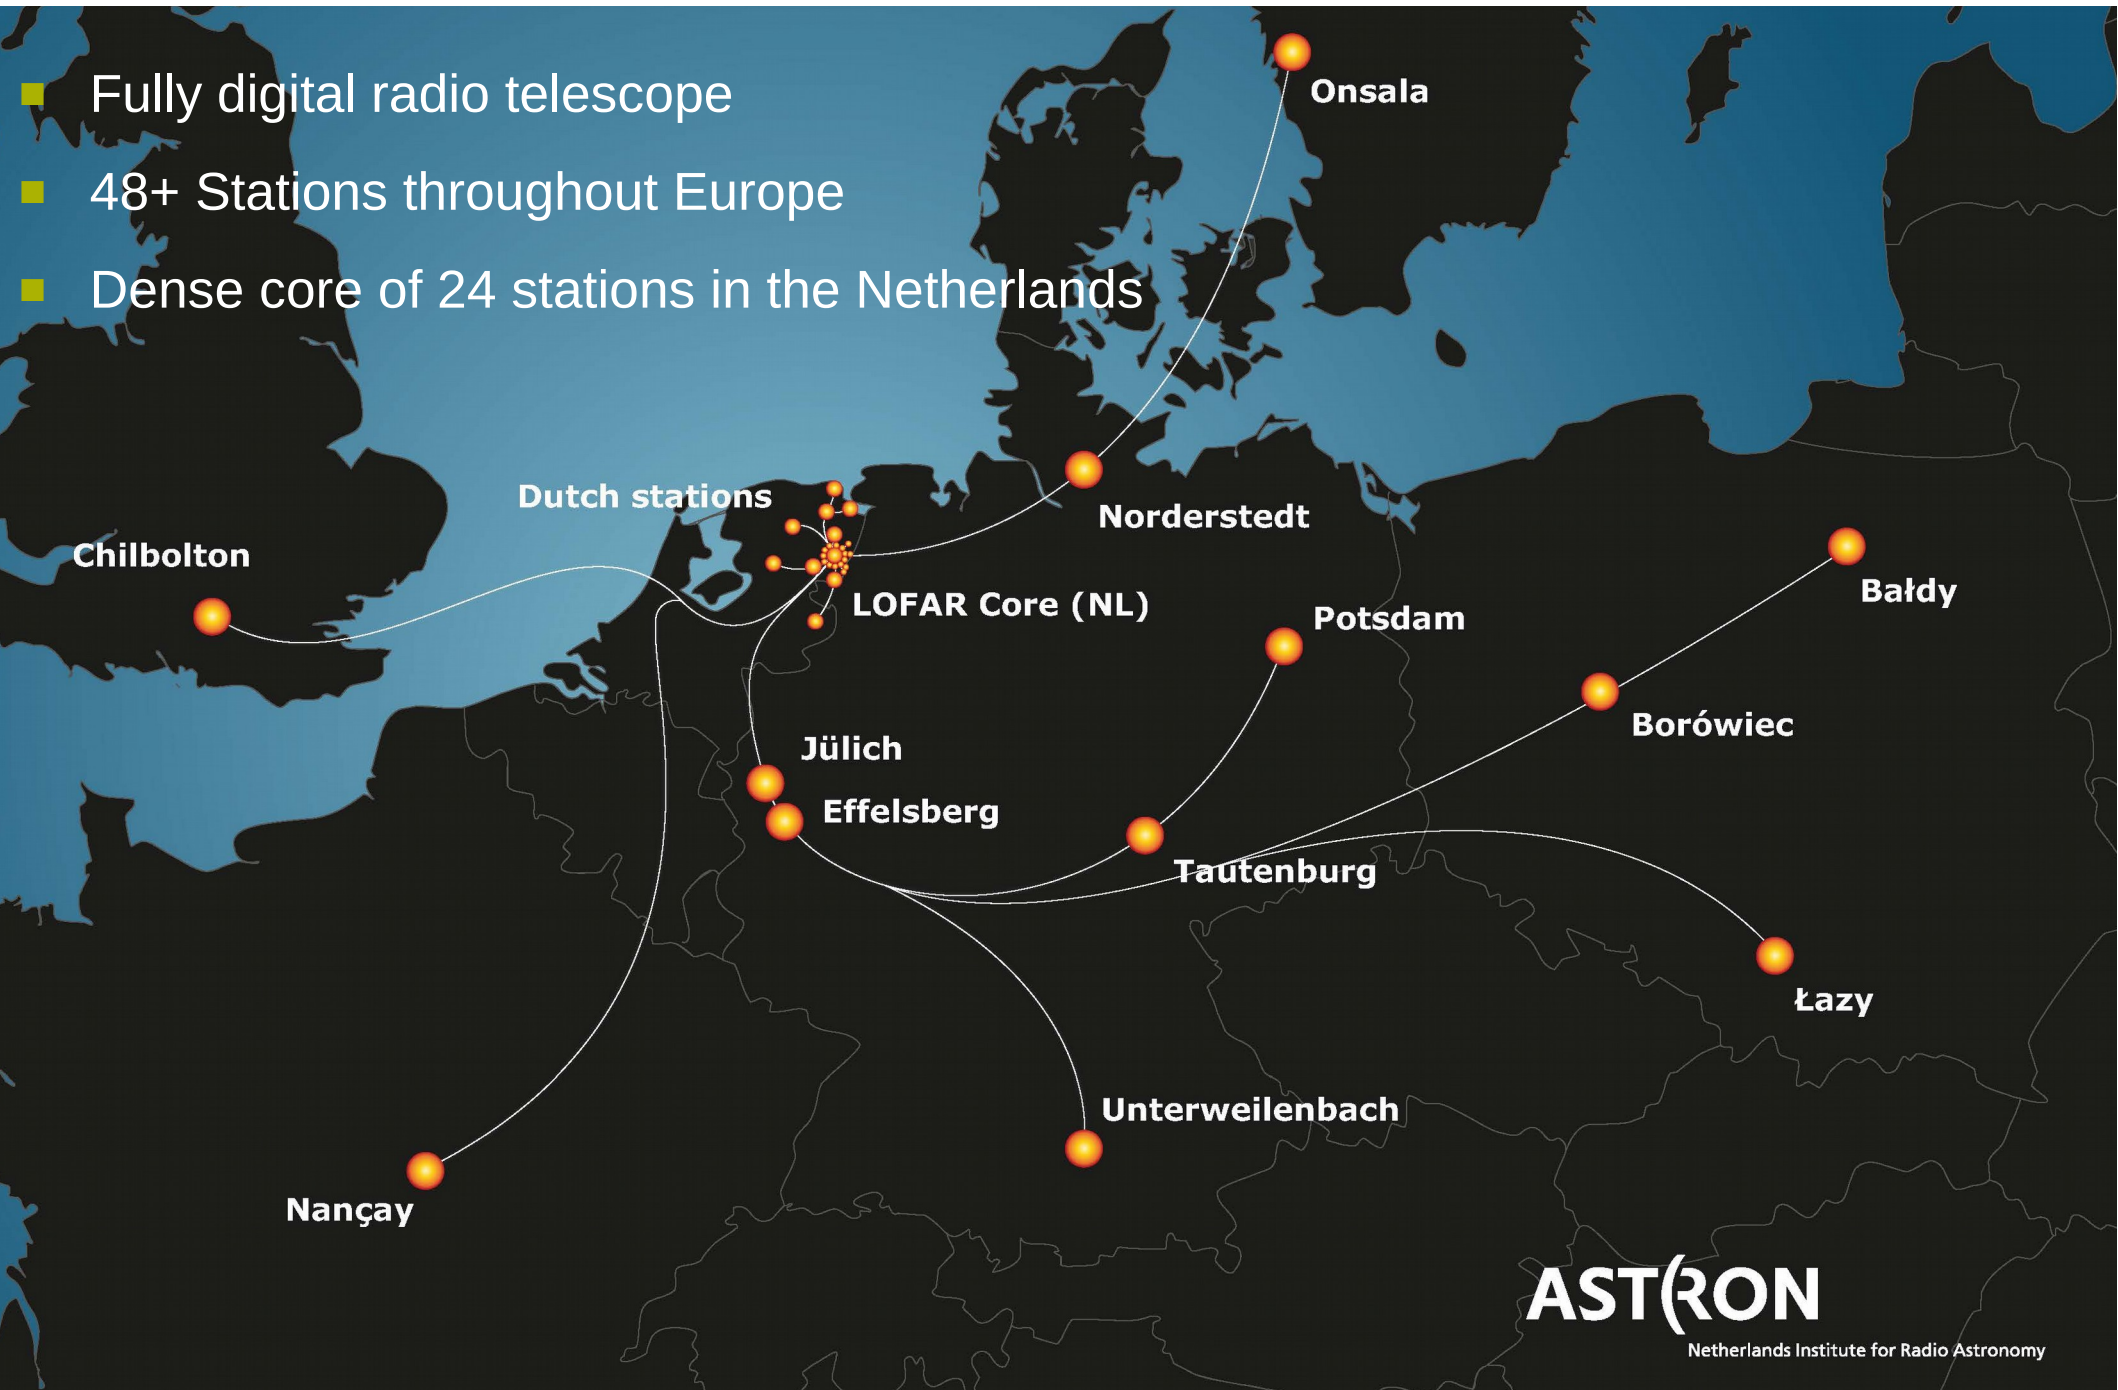 Fully digital radio telescope
48+ Stations throughout Europe
Dense core of 24 stations in the Netherlands
Onsala
Dutch stations
Norderstedt
Chilbolton
LOFAR Core (NL)
Potsdam
Bałdy
Borówiec
Jülich
Effelsberg
Tautenburg
Łazy
Unterweilenbach
Nançay
ASTRON
Netherlands Institute for Radio Astronomy